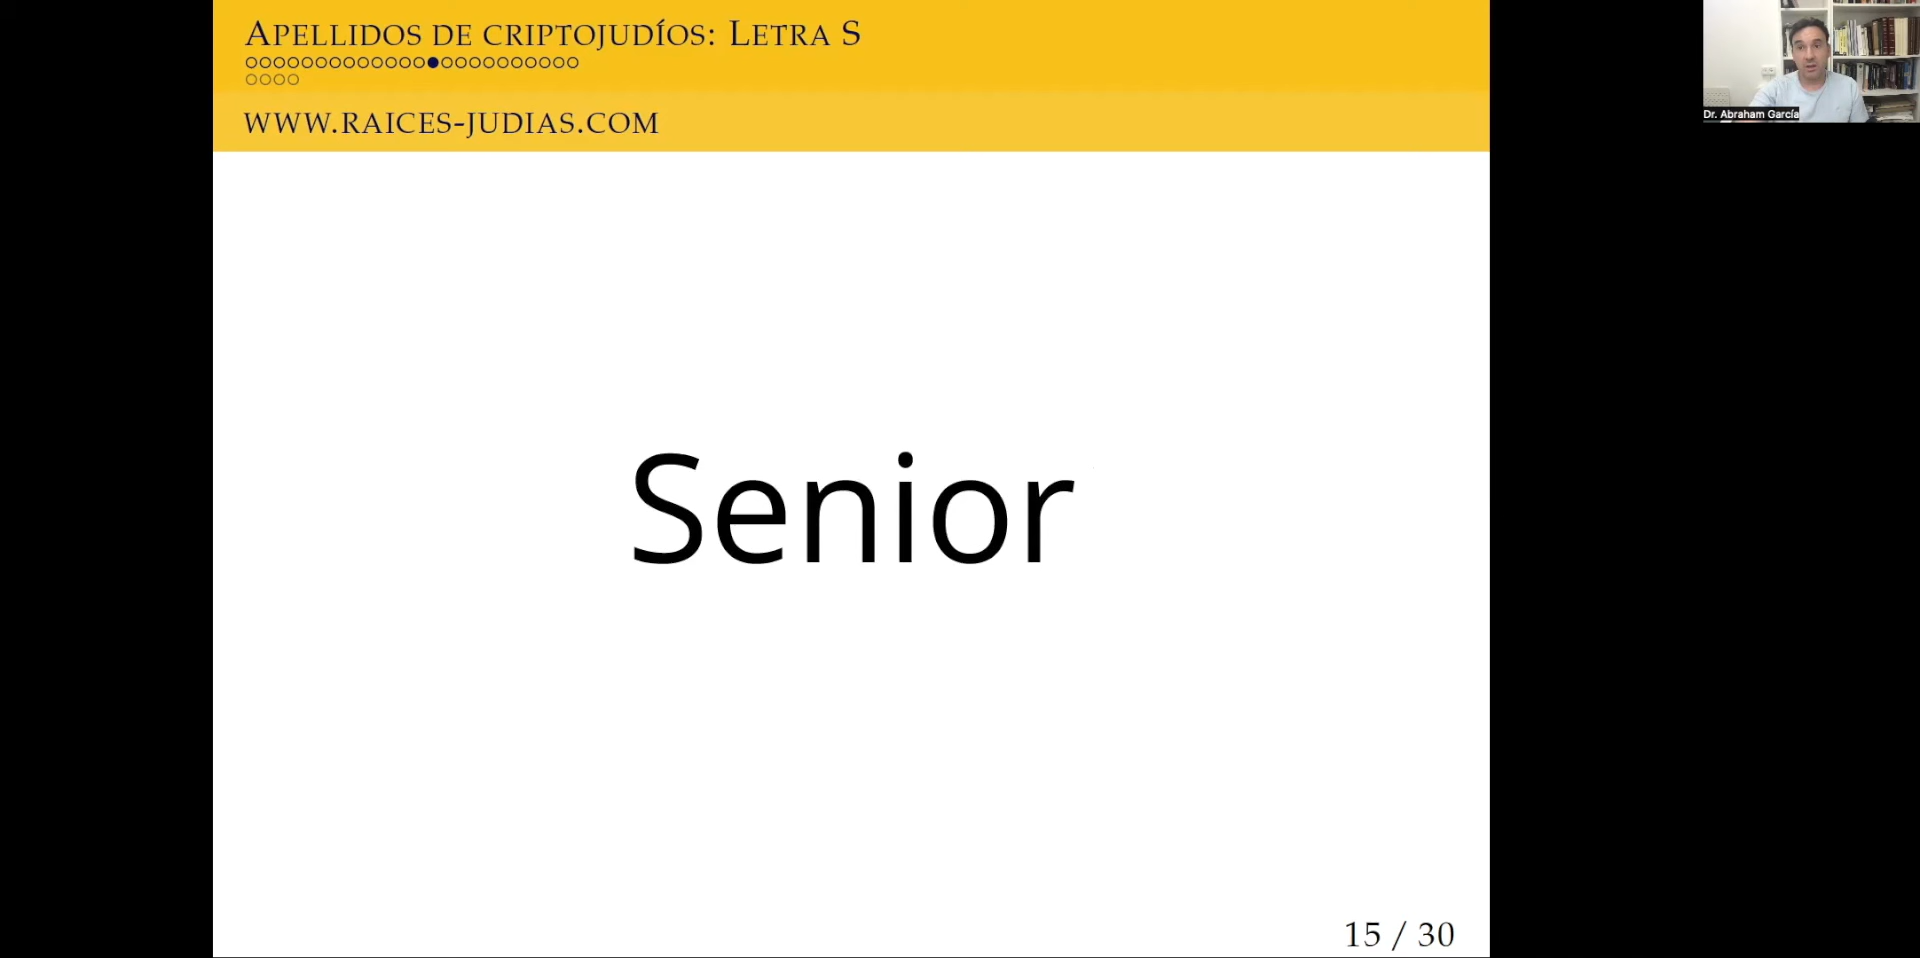 APELLIDOS DE CRIPTOJUDÍOS: LETRA S
WWW.RAICES-JUDIAS.COM
Dr. Abraham García
Senior
15 / 30